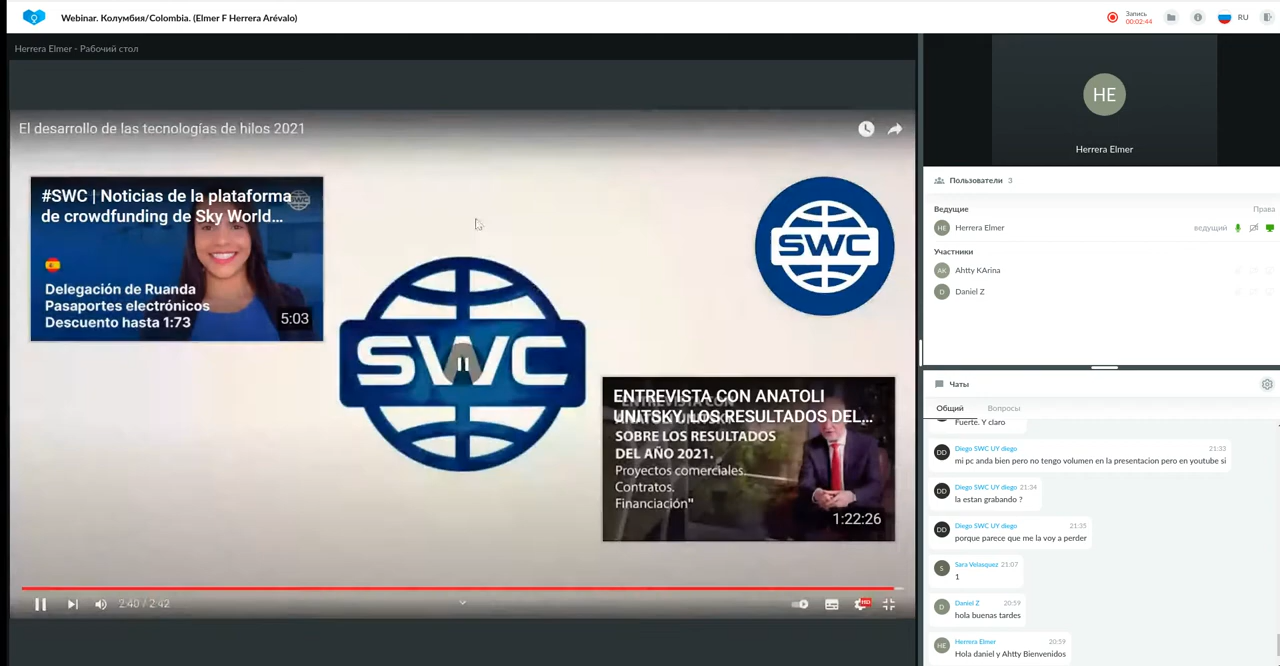 Webinar. Колумбия/Colombia. (Elmer F Herrera Arévalo)
Запись
00:02:44
RU
Herrera Elmer - Рабочий стол
El desarrollo de las tecnologías de hilos 2021
#SWC | Noticias de la plataforma
de crowdfunding de Sky World...
Delegación de Ruanda
Pasaportes electrónicos
Descuento hasta 1:73
5:03
SWC
SWC
ENTREVISTA CON ANATOLI
UNITSKY. LOS RESULTADOS DEL...
SOBRE LOS RESULTADOS
DEL AÑO 2021.
Proyectos comerciales.
Contratos.
Financiación"
1:22:26
2:40 / 2:42
HE
Herrera Elmer
Пользователи 3
Ведущие
Права
HE
Herrera Elmer
ведущий
Участники
AK
Ahtty KArina
D
Daniel Z
Чаты
Общий
Вопросы
Fuerte. Y claro
DD
Diego SWC UY diego 21:33
mi pc anda bien pero no tengo volumen en la presentacion pero en youtube si
DD
Diego SWC UY diego 21:34
la estan grabando ?
DD
Diego SWC UY diego 21:35
porque parece que me la voy a perder
S
Sara Velasquez 21:07
1
D
Daniel Z 20:59
hola buenas tardes
HE
Herrera Elmer 20:59
Hola daniel y Ahtty Bienvenidos